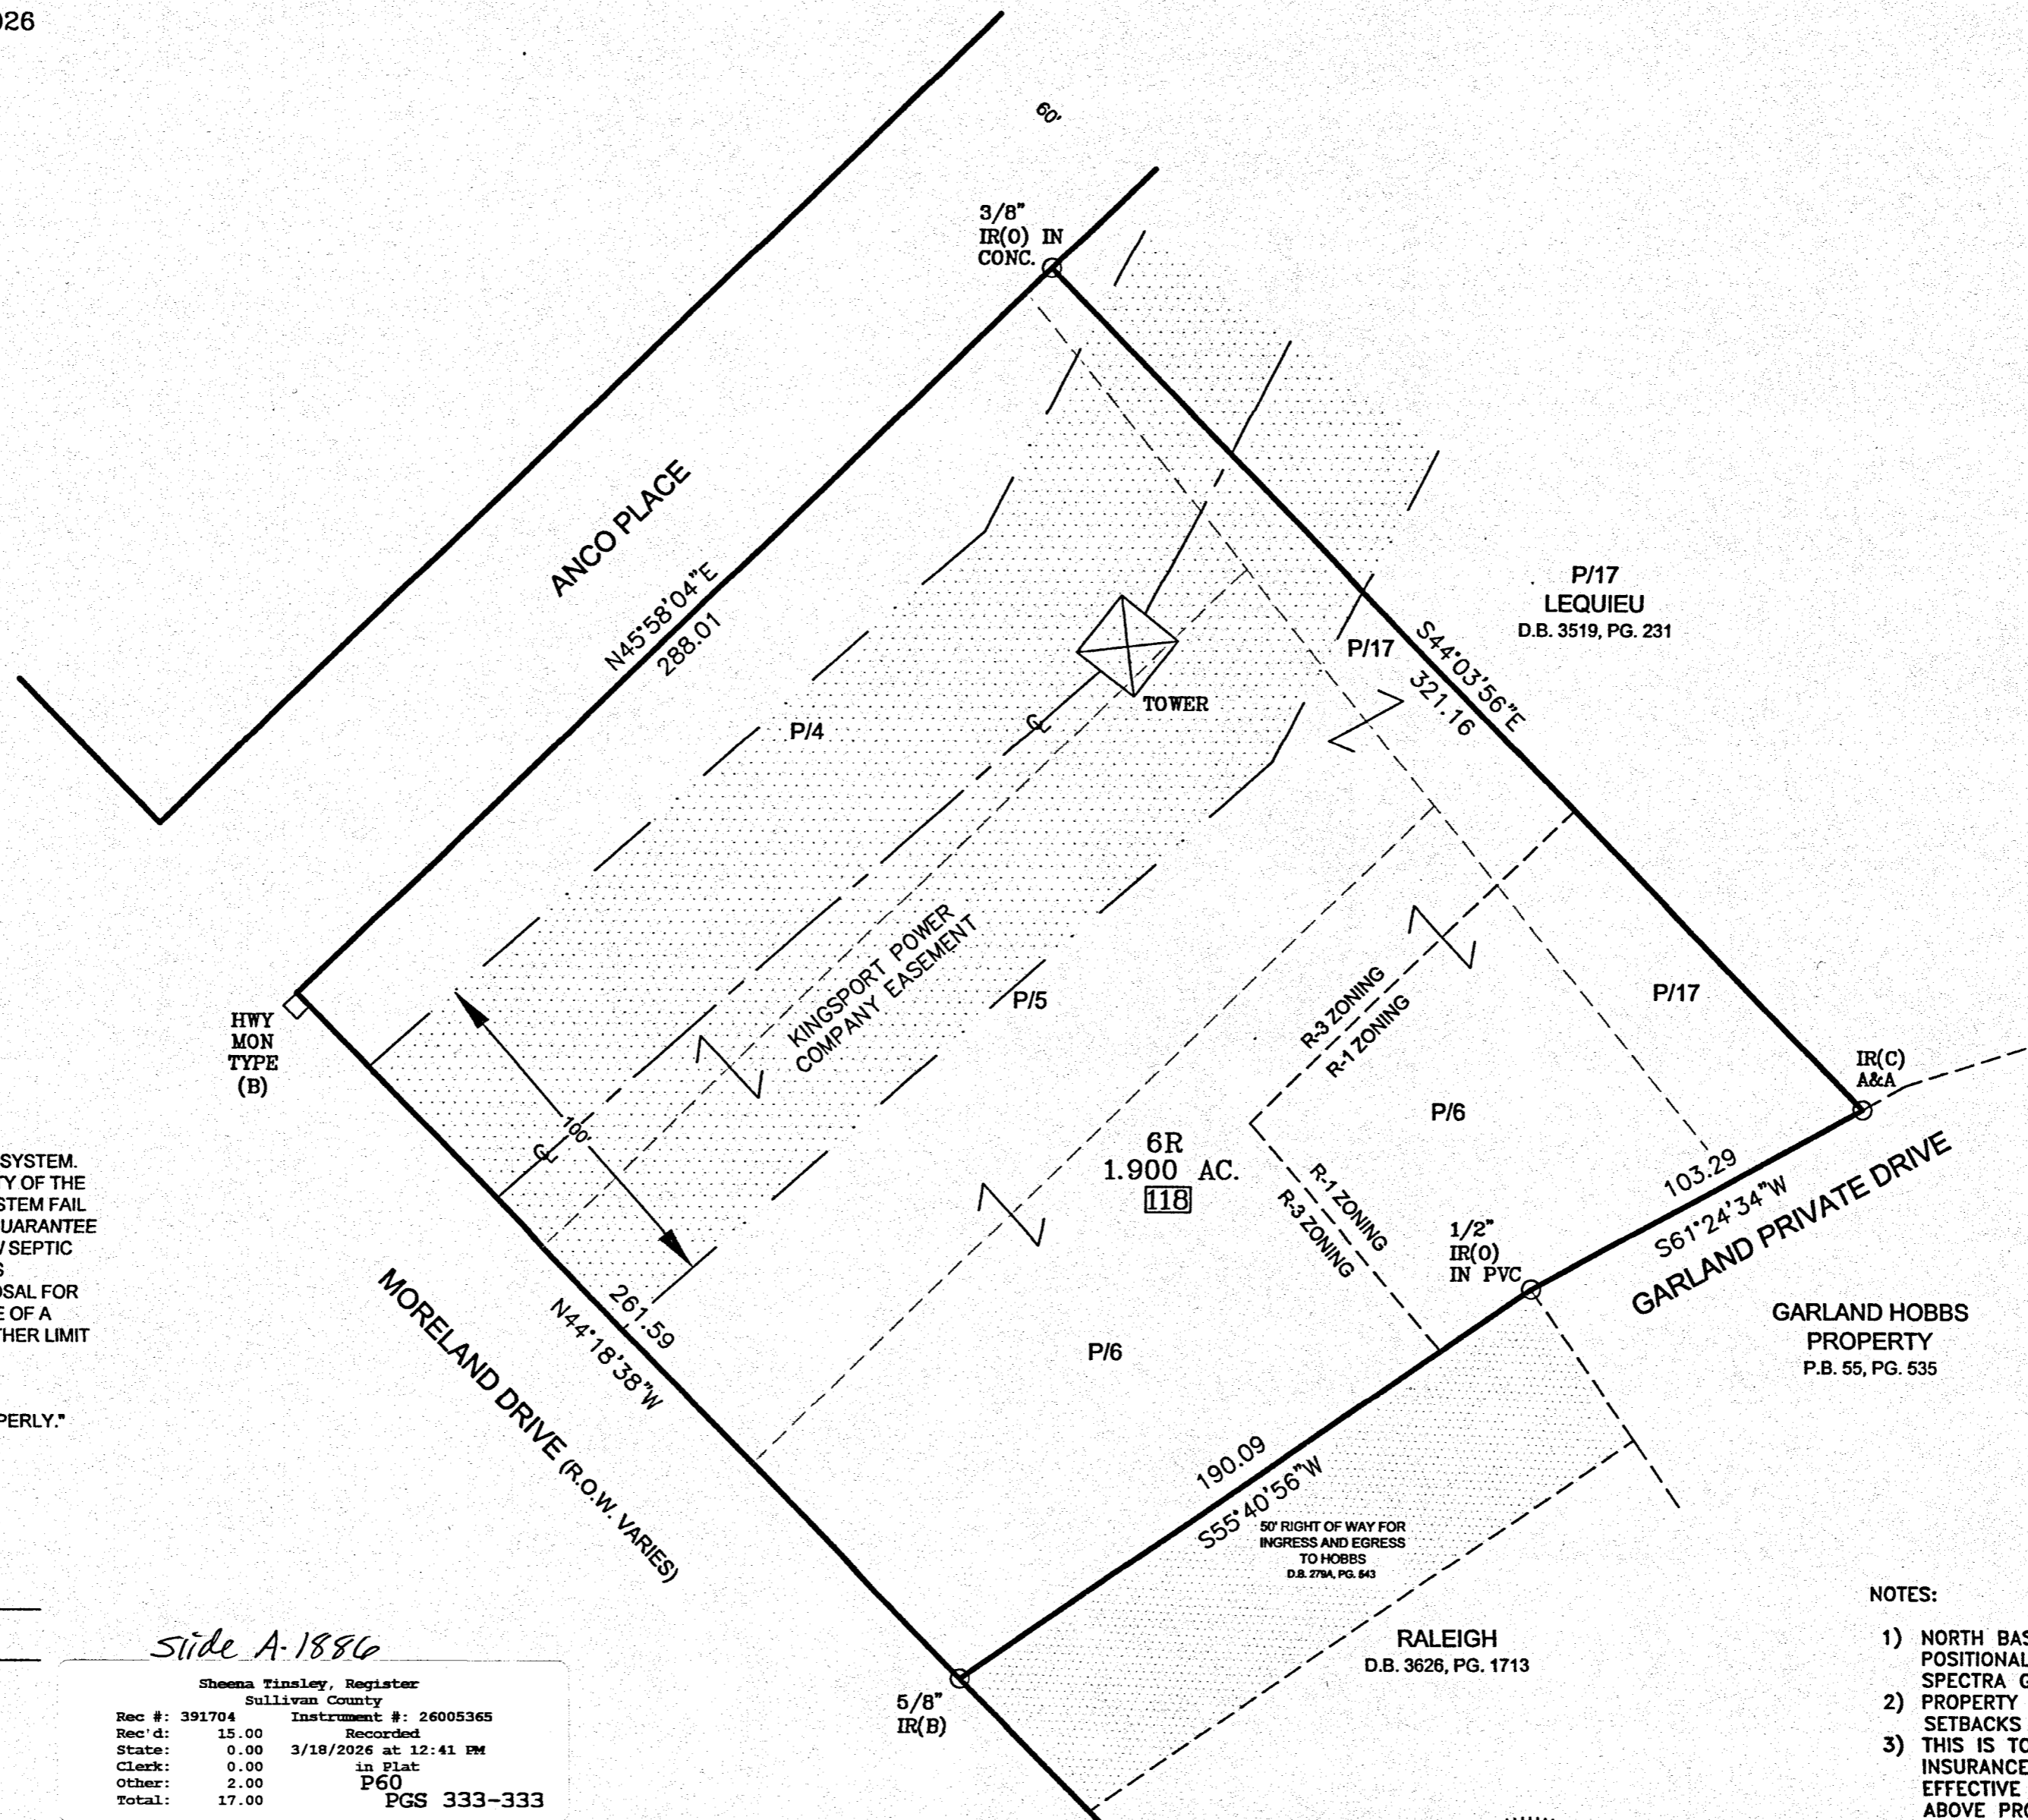 026
60'
3/8"
IR(O) IN
CONC.
ANCO PLACE
N45°58'04"E
288.01
P/17
LEQUIEU
D.B. 3519, PG. 231
P/17
S44°03'56"E
321.16
TOWER
P/4
CL
KINGSPORT POWER
COMPANY EASEMENT
P/5
HWY
MON
TYPE
(B)
R-3 ZONING
R-1 ZONING
P/17
IR(C)
A&A
P/6
6R
1.900 AC.
118
100'
CL
R-1 ZONING
R-3 ZONING
1/2"
IR(O)
IN PVC
103.29
S61°24'34"W
GARLAND PRIVATE DRIVE
GARLAND HOBBS
PROPERTY
P.B. 55, PG. 535
SYSTEM.
TY OF THE
STEM FAIL
UARANTEE
SEPTIC
S
OSAL FOR
E OF A
THER LIMIT
PERLY."
261.59
N44°18'38"W
MORELAND DRIVE (R.O.W. VARIES)
P/6
190.09
S55°40'56"W
50' RIGHT OF WAY FOR
INGRESS AND EGRESS
TO HOBBS
D.B. 279A, PG. 543
RALEIGH
D.B. 3626, PG. 1713
5/8"
IR(B)
Slide A-1886
Sheena Tinsley, Register
Sullivan County
Rec #: 391704 Instrument #: 26005365
Rec'd: 15.00 Recorded
State: 0.00 3/18/2026 at 12:41 PM
Clerk: 0.00 in Plat
Other: 2.00 P60
Total: 17.00 PGS 333-333
NOTES:
1) NORTH BAS
POSITIONAL
SPECTRA G
2) PROPERTY
SETBACKS
3) THIS IS TO
INSURANCE
EFFECTIVE
ABOVE PRO